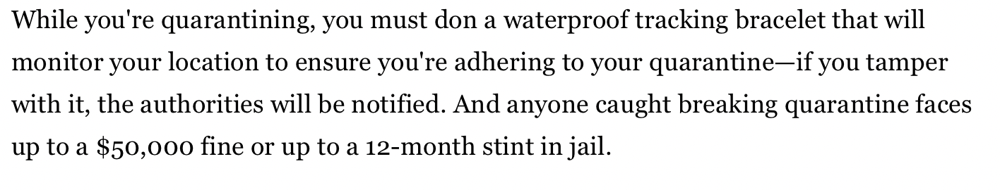 While you're quarantining, you must don a waterproof tracking bracelet that will
monitor your location to ensure you're adhering to your quarantine—if you tamper
with it, the authorities will be notified. And anyone caught breaking quarantine faces
up to a $50,000 fine or up to a 12-month stint in jail.